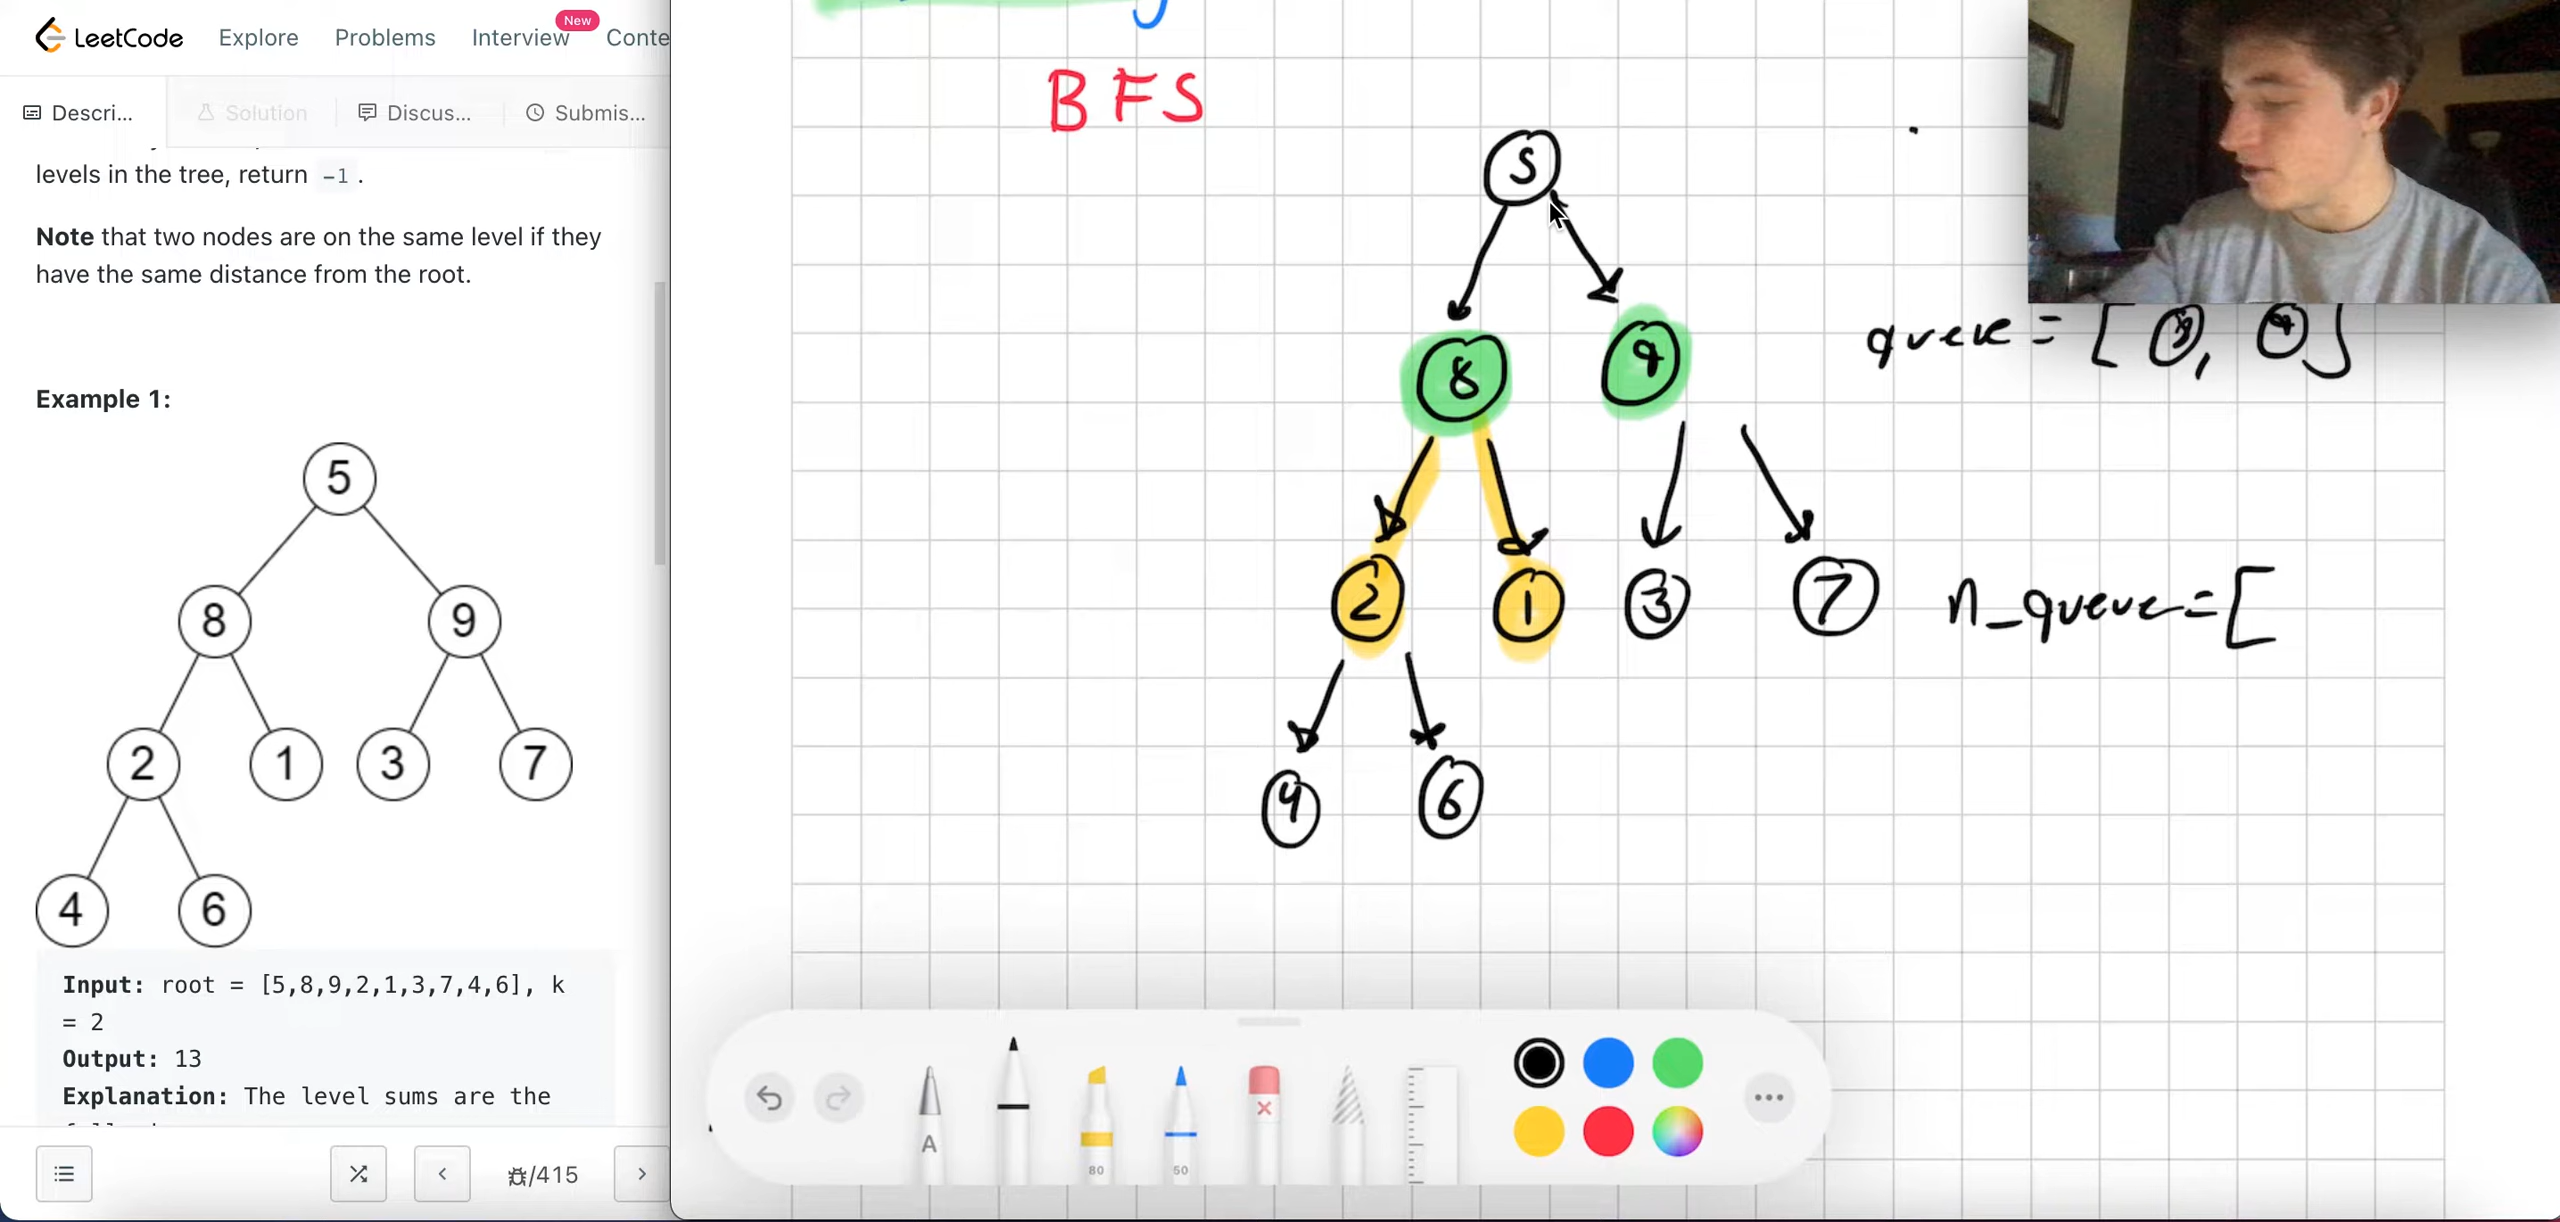 LeetCode Explore Problems Interview New Conte
Descri... Solution Discus... Submis...
levels in the tree, return -1 .
Note that two nodes are on the same level if they
have the same distance from the root.
Example 1:
5
8 9
2 1 3 7
4 6
Input: root = [5,8,9,2,1,3,7,4,6], k
= 2
Output: 13
Explanation: The level sums are the
/415
BFS
5
8 9
queue = [8, 9]
2 1 3 7
n_queue=[
4 6
A 80 50